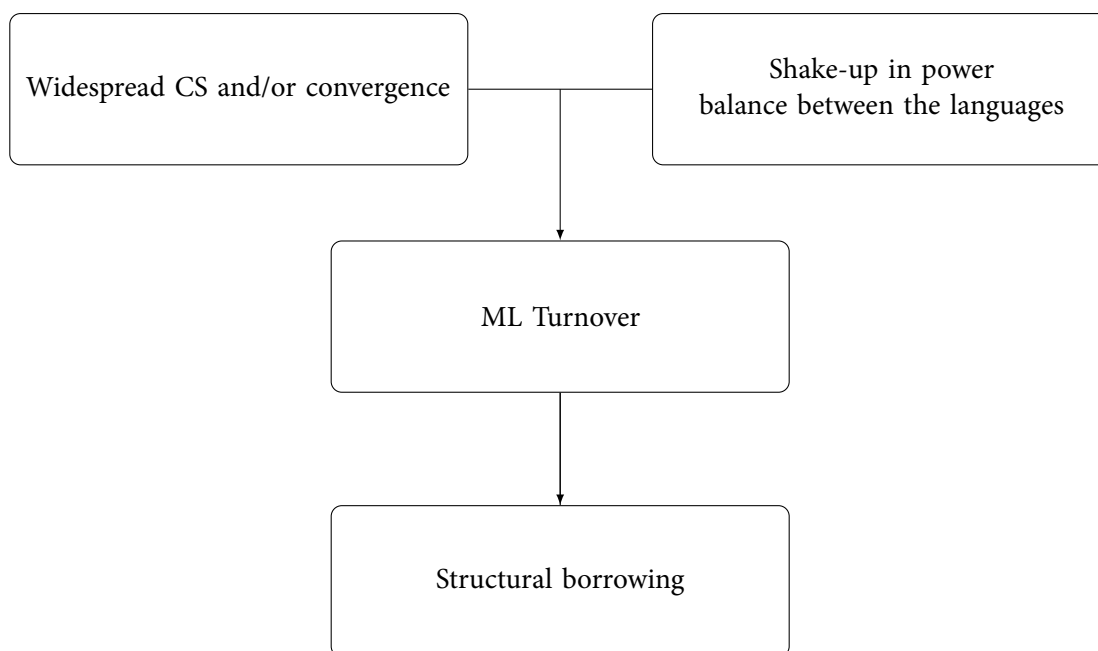 Widespread CS and/or convergence
Shake-up in power
balance between the languages
ML Turnover
Structural borrowing